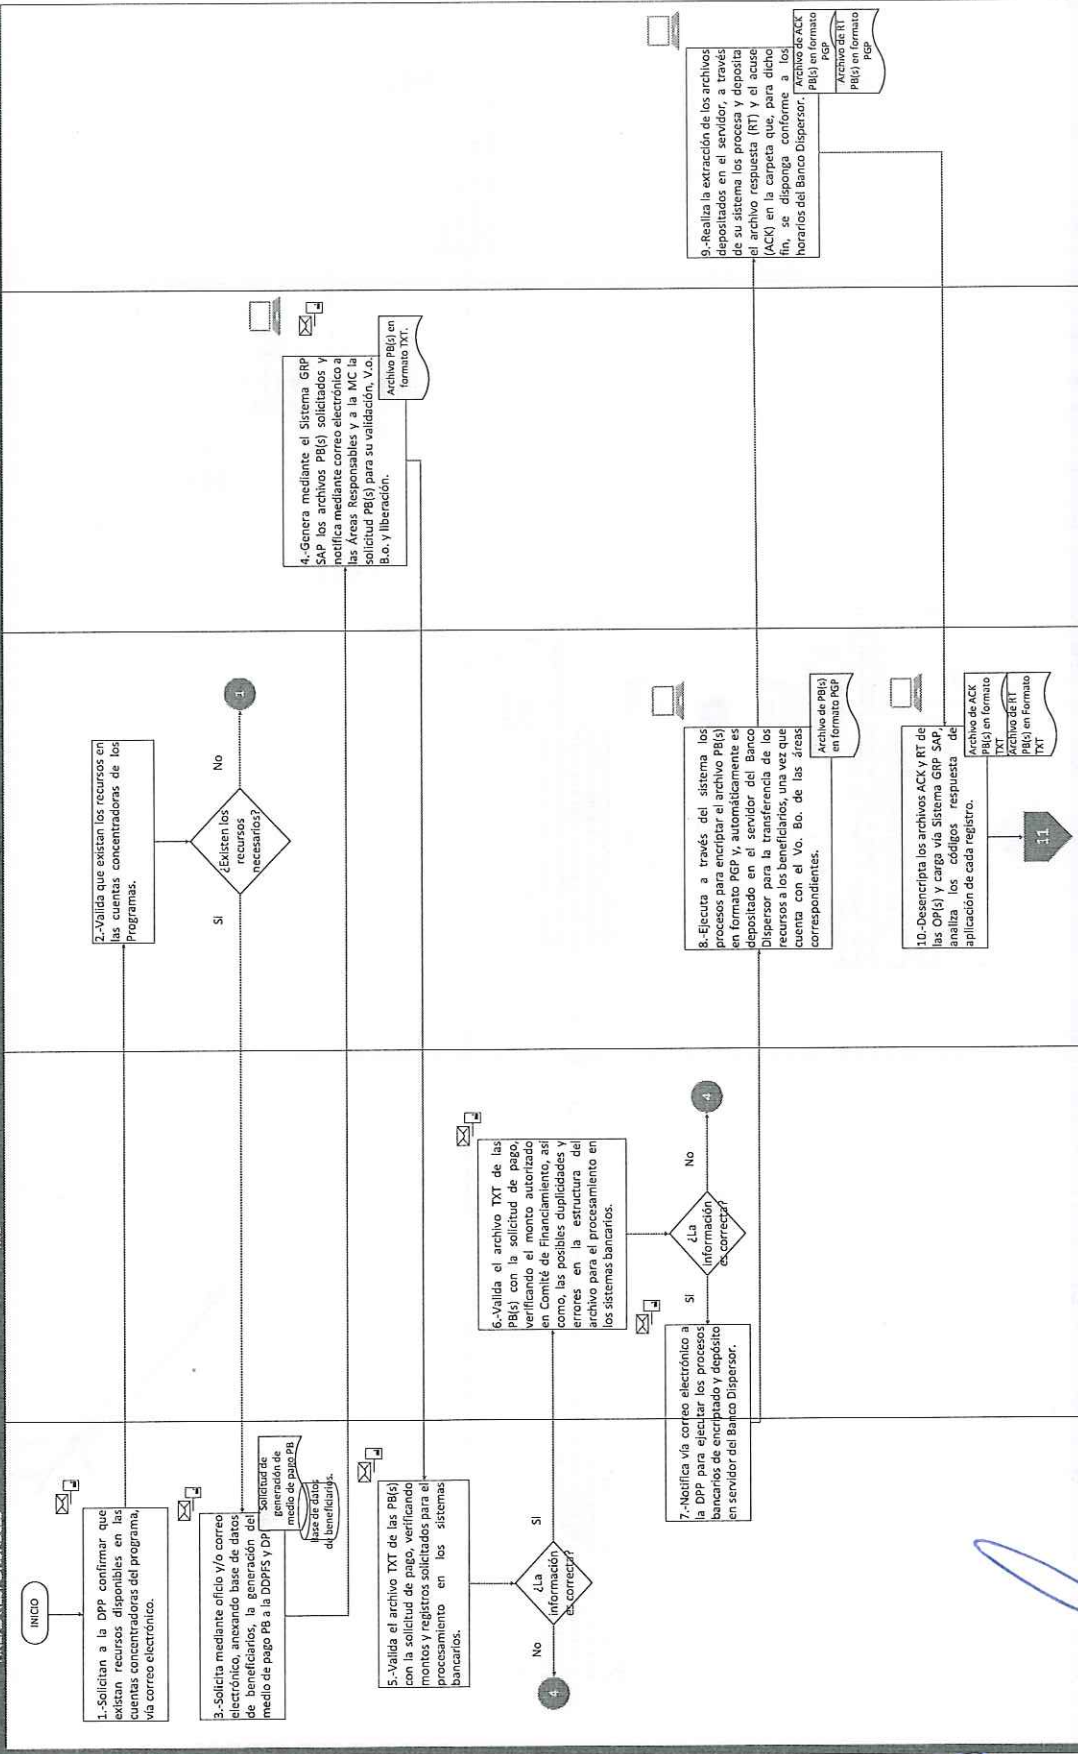 INICIO
1.-Solicitan a la DPP confirmar que
existan recursos disponibles en las
cuentas concentradoras del programa,
vía correo electrónico.
2.-Valida que existan los recursos en
las cuentas concentradoras de los
Programas.
¿Existen los
recursos
necesarios?
SI
No
1
3.-Solicita mediante oficio y/o correo
electrónico, anexando base de datos
de beneficiarios, la generación del
medio de pago PB a la DDPFS y DP
Solicitud de
generación de
medio de pago PB
Base de datos
de beneficiarios.
4.-Genera mediante el Sistema GRP
SAP los archivos PB(s) solicitados y
notifica mediante correo electrónico a
las Áreas Responsables y a la MC la
solicitud PB(s) para su validación, V.o.
B.o. y liberación.
Archivo PB(s) en
formato TXT.
5.-Valida el archivo TXT de las PB(s)
con la solicitud de pago, verificando
montos y registros solicitados para el
procesamiento en los sistemas
bancarios.
¿La
información
es correcta?
No
SI
4
6.-Valida el archivo TXT de las
PB(s) con la solicitud de pago,
verificando el monto autorizado
en Comité de Financiamiento, así
como, las posibles duplicidades y
errores en la estructura del
archivo para el procesamiento en
los sistemas bancarios.
¿La
información
es correcta?
SI
No
4
7.-Notifica vía correo electrónico a
la DPP para ejecutar los procesos
bancarios de encriptado y depósito
en servidor del Banco Dispersor.
8.-Ejecuta a través del sistema los
procesos para encriptar el archivo PB(s)
en formato PGP y, automáticamente es
depositado en el servidor del Banco
Dispersor para la transferencia de los
recursos a los beneficiarios, una vez que
cuenta con el Vo. Bo. de las áreas
correspondientes.
Archivo de PB(s)
en formato PGP
9.-Realiza la extracción de los archivos
depositados en el servidor, a través
de su sistema los procesa y deposita
el archivo respuesta (RT) y el acuse
(ACK) en la carpeta que, para dicho
fin, se disponga conforme a los
horarios del Banco Dispersor.
Archivo de ACK
PB(s) en formato
PGP
Archivo de RT
PB(s) en formato
PGP
10.-Desencripta los archivos ACK y RT de
las OP(s) y carga vía Sistema GRP SAP,
analiza los códigos respuesta de
aplicación de cada registro.
Archivo de ACK
PB(s) en formato
TXT
Archivo de RT
PB(s) en Formato
TXT
11